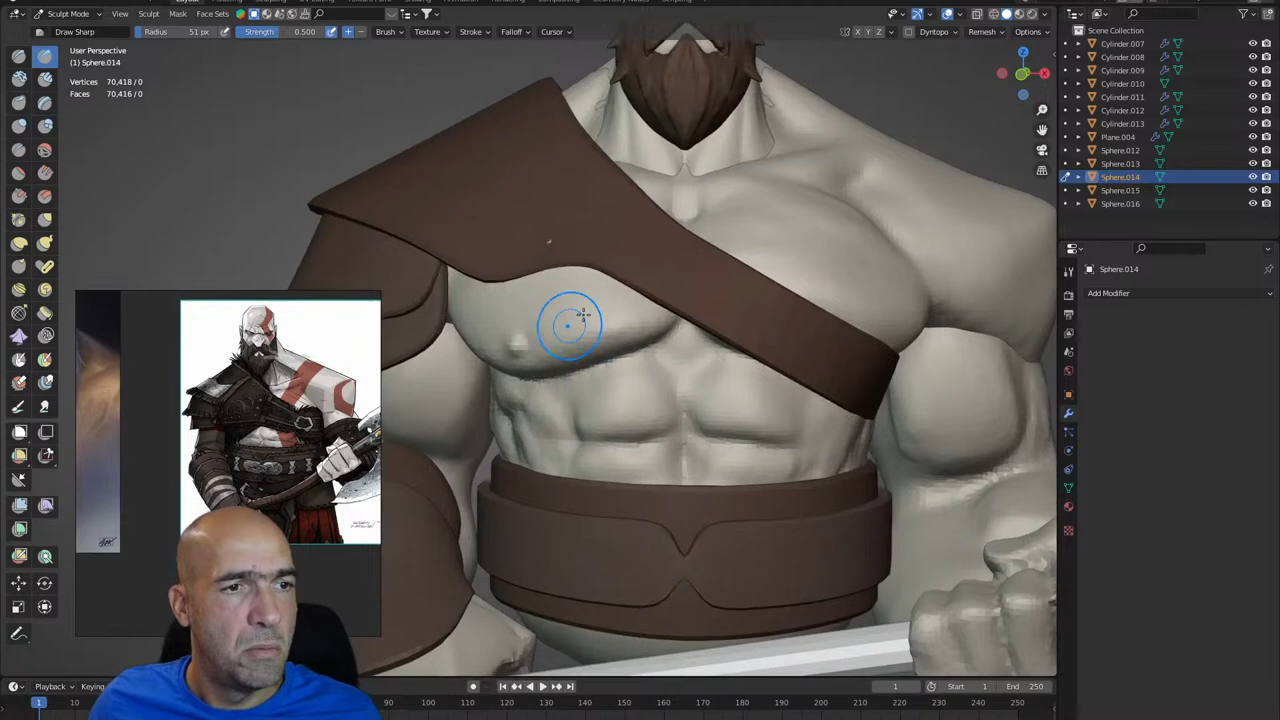 Layout
Sculpt Mode
View
Sculpt
Mask
Face Sets
Draw Sharp
Radius
51 px
Strength
0.500
Brush
Texture
Stroke
Falloff
Cursor
X
Y
Z
Dyntopo
Remesh
Options
User Perspective
(1) Sphere.014
Vertices 70,418 / 0
Faces 70,416 / 0
X
Z
Scene Collection
Cylinder.007
Cylinder.008
Cylinder.009
Cylinder.010
Cylinder.011
Cylinder.012
Cylinder.013
Plane.004
Sphere.012
Sphere.013
Sphere.014
Sphere.015
Sphere.016
Sphere.014
Add Modifier
Playback
Keying
1
Start
1
End
250
1
10
80
90
100
110
120
130
140
150
160
170
180
190
200
210
220
230
240
250